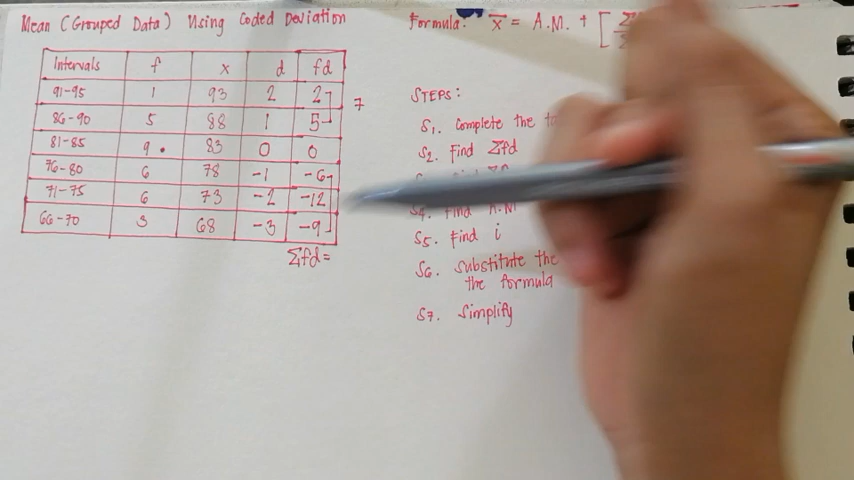 Mean (Grouped Data) Using Coded Deviation
Intervals f x d fd
91-95 1 93 2 2
86-90 5 88 1 5
81-85 9 83 0 0
76-80 6 78 -1 -6
71-75 6 73 -2 -12
66-70 3 68 -3 -9
7
Σfd=
Formula: x̄ = A.M. + [
STEPS:
S1. Complete the
S2. Find Σfd
S4. Find A.M
S5. Find i
S6. Substitute the
the formula
S7. Simplify